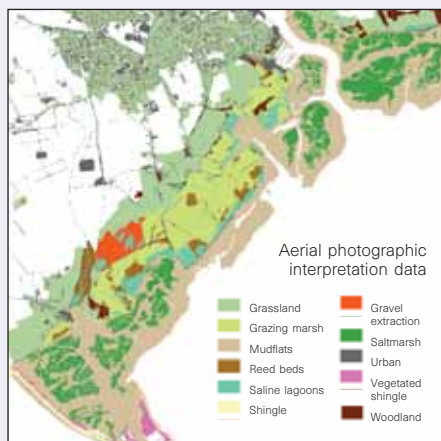 Aerial photographic
interpretation data
Grassland
Grazing marsh
Mudflats
Reed beds
Saline lagoons
Shingle
Gravel
extraction
Saltmarsh
Urban
Vegetated
shingle
Woodland